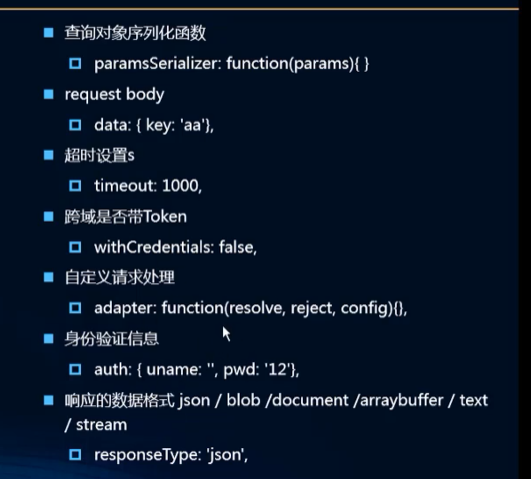 查询对象序列化函数
paramsSerializer: function(params){ }
request body
data: { key: 'aa'},
超时设置s
timeout: 1000,
跨域是否带Token
withCredentials: false,
自定义请求处理
adapter: function(resolve, reject, config){},
身份验证信息
auth: { uname: '', pwd: '12'},
响应的数据格式 json / blob /document /arraybuffer / text
/ stream
responseType: 'json',